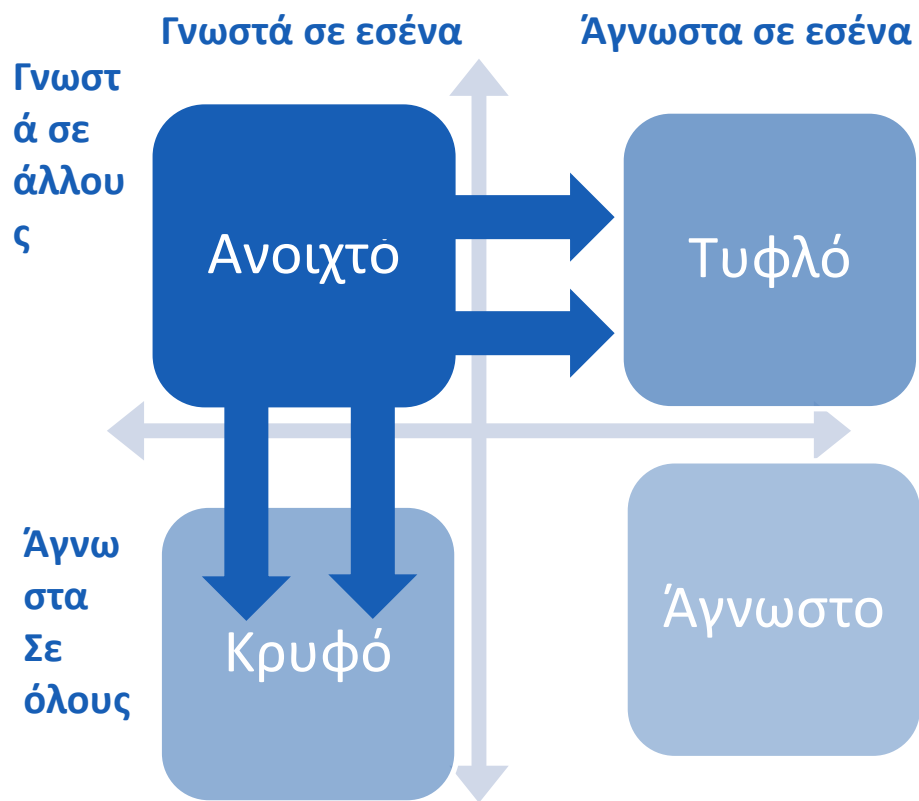 Γνωστά σε εσένα
Άγνωστα σε εσένα
Γνωστ
ά σε
άλλου
ς
Ανοιχτό
Τυφλό
Άγνω
στα
Σε
όλους
Κρυφό
Άγνωστο